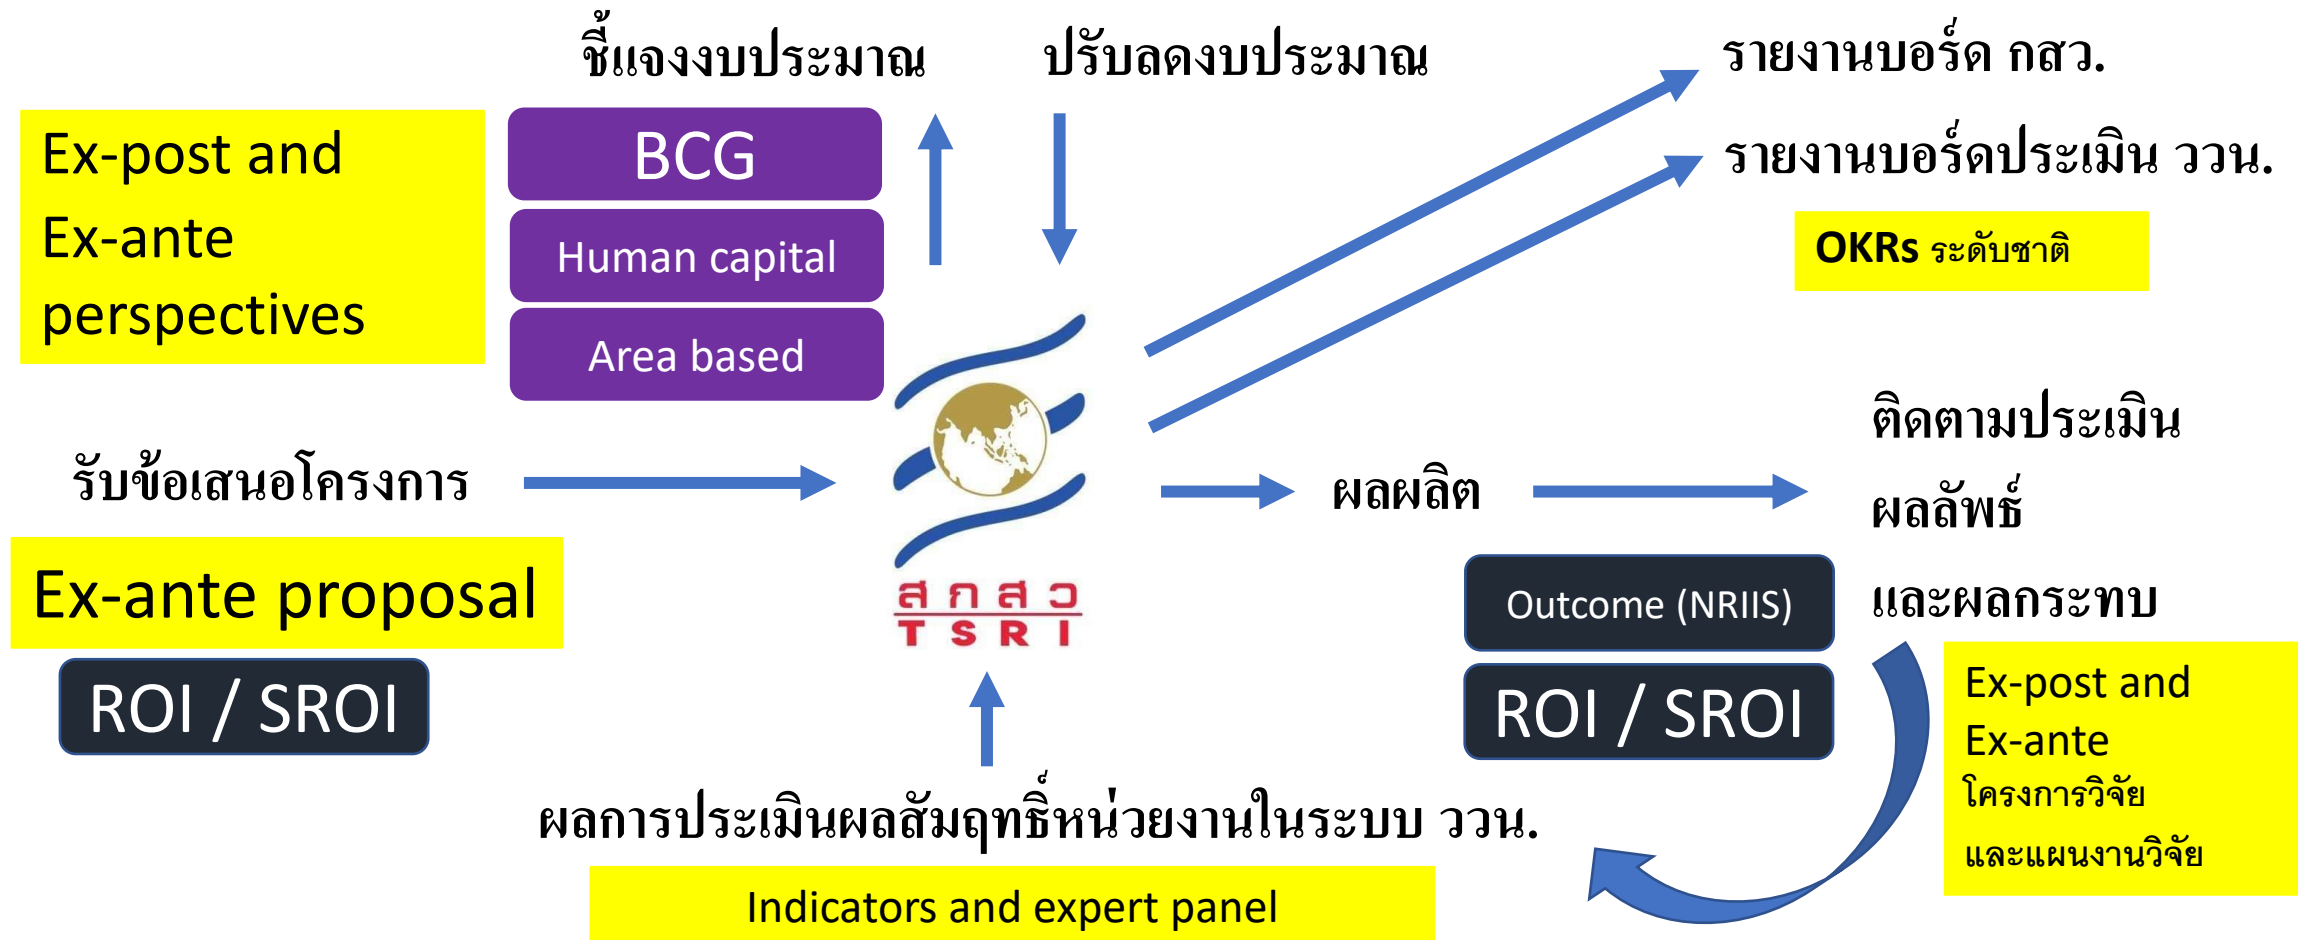 ชี้แจงงบประมาณ
ปรับลดงบประมาณ
รายงานบอร์ด กสว.
รายงานบอร์ดประเมิน ววน.
OKRs ระดับชาติ
Ex-post and
Ex-ante
perspectives
BCG
Human capital
Area based
รับข้อเสนอโครงการ
Ex-ante proposal
ROI / SROI
สกสว
TSRI
ผลผลิต
ติดตามประเมิน
ผลลัพธ์
และผลกระทบ
Outcome (NRIIS)
ROI / SROI
Ex-post and
Ex-ante
โครงการวิจัย
และแผนงานวิจัย
ผลการประเมินผลสัมฤทธิ์หน่วยงานในระบบ ววน.
Indicators and expert panel